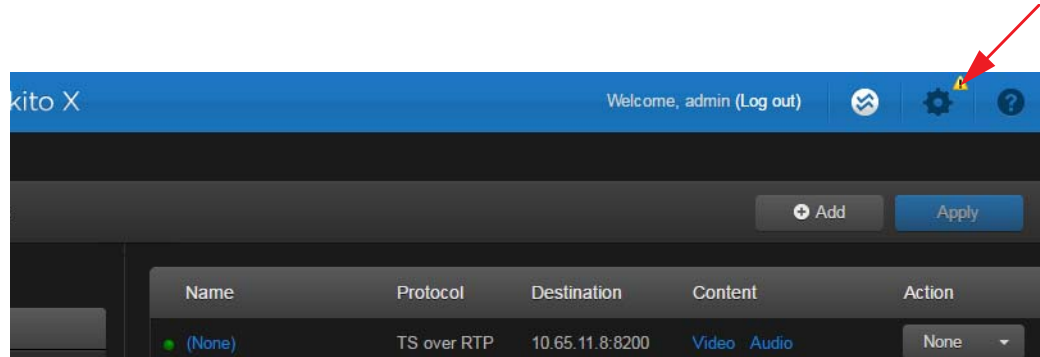 kito X
Welcome, admin (Log out)
Add
Apply
Name Protocol Destination Content Action
(None) TS over RTP 10.65.11.8:8200 Video Audio None